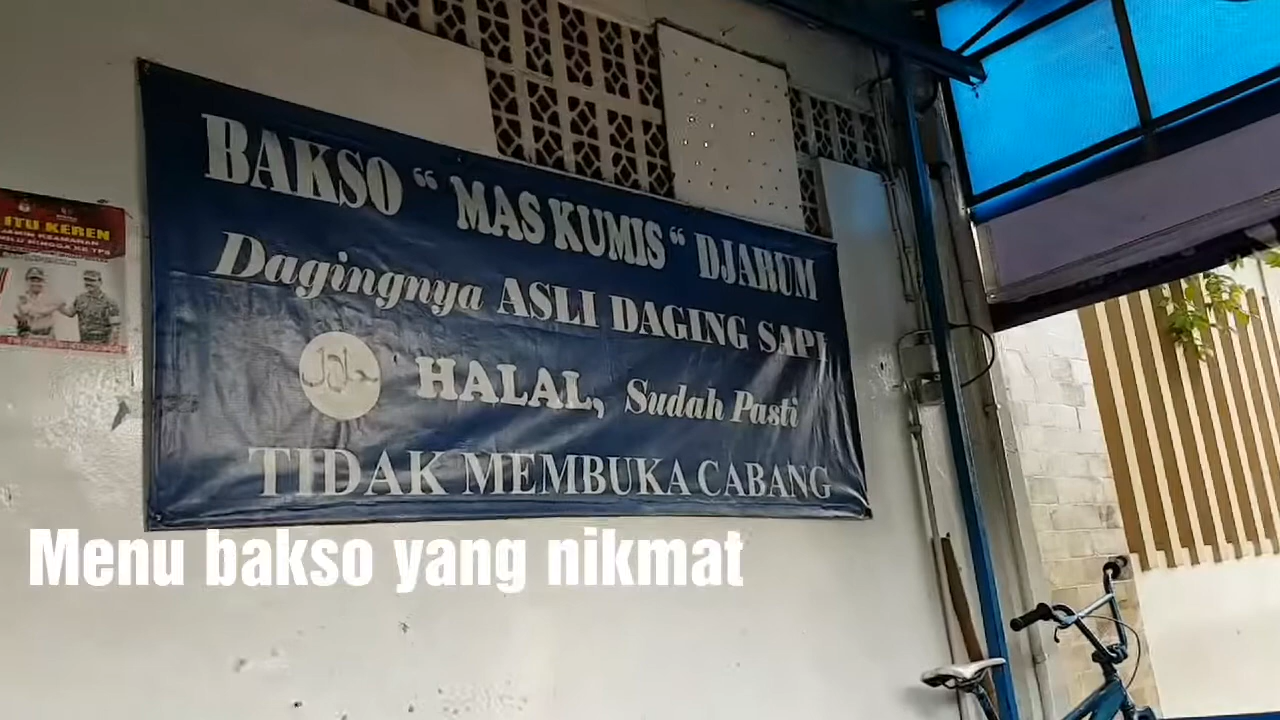 ITU KEREN
BAKSO “ MAS KUMIS “ DJARUM
Dagingnya ASLI DAGING SAPI
حلال
HALAL, Sudah Pasti
TIDAK MEMBUKA CABANG
Menu bakso yang nikmat